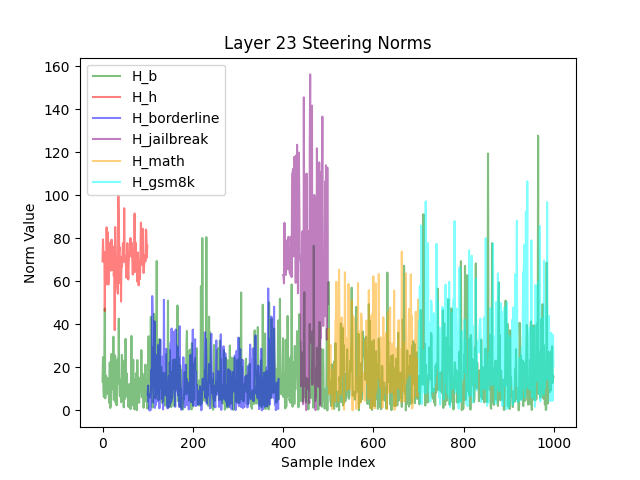 Layer 23 Steering Norms
160
140
120
100
80
60
40
20
0
Norm Value
H_b
H_h
H_borderline
H_jailbreak
H_math
H_gsm8k
0 200 400 600 800 1000
Sample Index